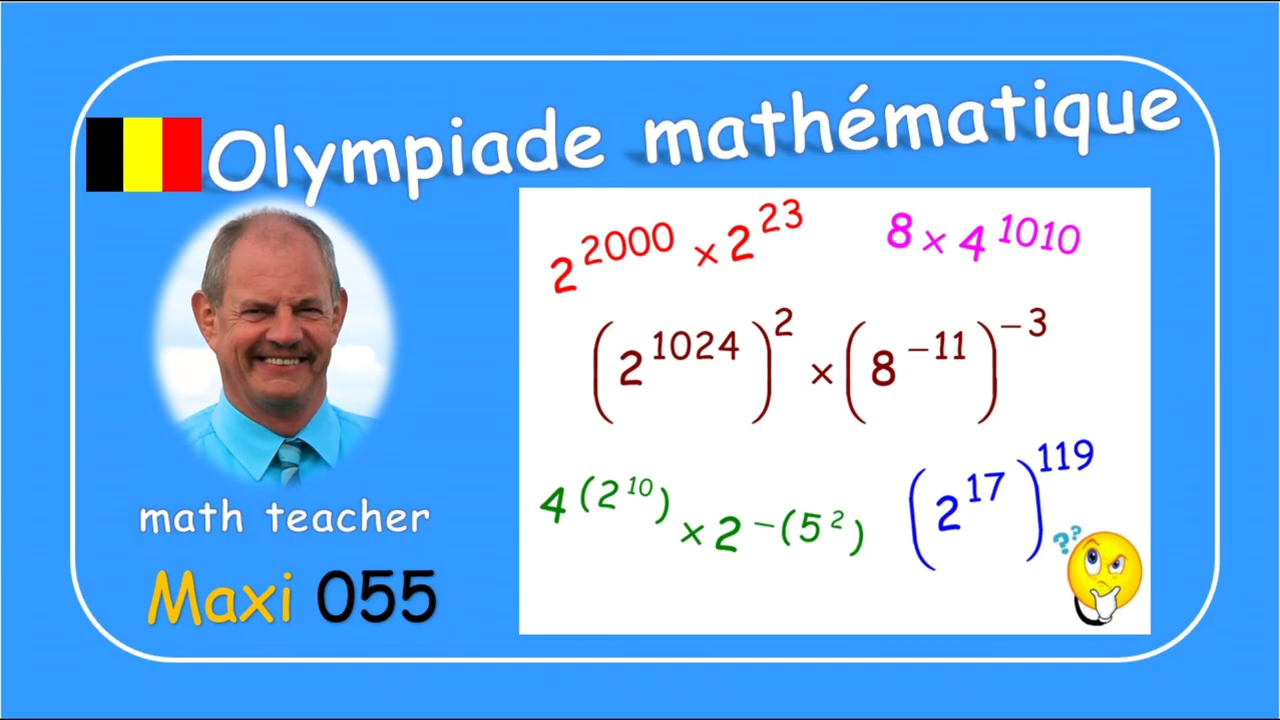 Olympiade mathématique
2^2000 × 2^23
8 × 4^1010
(2^1024)^2 × (8^−11)^−3
4^(2^10) × 2^−(5^2)
(2^17)^119
??
math teacher
Maxi 055